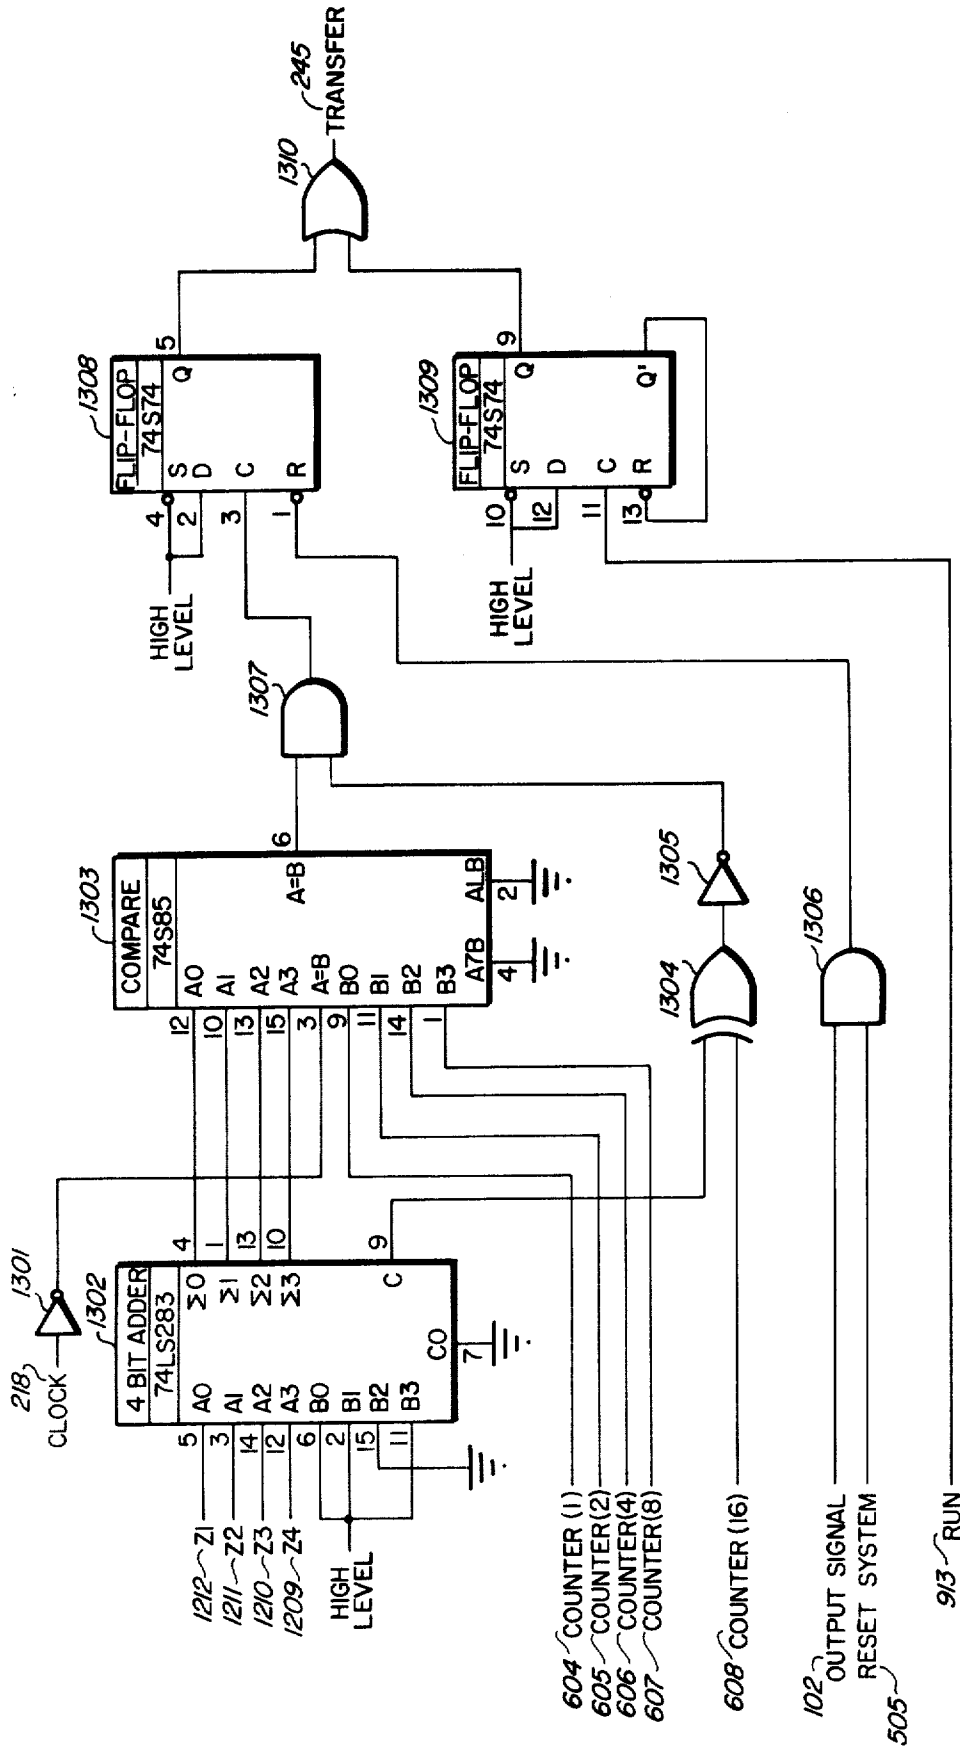 218 CLOCK
1301
1302
4 BIT ADDER
74LS283
1212 Z1 5 A0 Σ0 4
1211 Z2 3 A1 Σ1 1
1210 Z3 14 A2 Σ2 13
1209 Z4 12 A3 Σ3 10
6 B0
HIGH LEVEL 2 B1
15 B2
11 B3
C 9
C0
7
1303
COMPARE
74S85
12 A0
10 A1
13 A2
15 A3
3 A=B
9 B0
11 B1
14 B2
1 B3
A=B 6
A7B
4
ALB
2
604 COUNTER (1)
605 COUNTER(2)
606 COUNTER(4)
607 COUNTER(8)
608 COUNTER(16)
1304
1305
1306
1307
102 OUTPUT SIGNAL
RESET SYSTEM
505
913 RUN
1308
FLIP-FLOP
74S74
HIGH LEVEL
4 S
2 D
3 C
1 R
Q 5
1309
FLIP-FLOP
74S74
HIGH LEVEL
10 S
12 D
11 C
13 R
Q 9
Q'
1310
245
TRANSFER